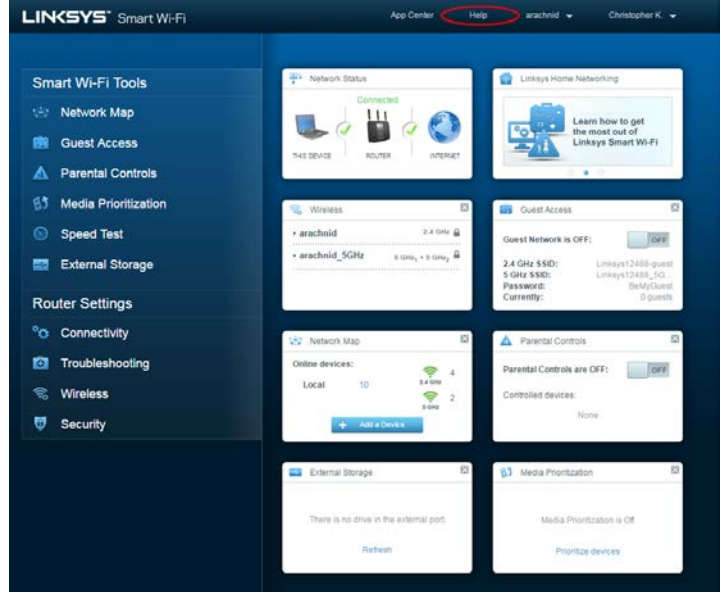 LINKSYS Smart Wi-Fi
App Center Help arachnid Christopher K.
Smart Wi-Fi Tools
Network Map
Guest Access
Parental Controls
Media Prioritization
Speed Test
External Storage
Router Settings
Connectivity
Troubleshooting
Wireless
Security
Network Status
Connected
THIS DEVICE ROUTER INTERNET
Linksys Home Networking
Learn how to get
the most out of
Linksys Smart Wi-Fi
Wireless
arachnid 2.4 GHz
arachnid_5GHz 5 GHz1 + 5 GHz2
Guest Access
Guest Network is OFF: OFF
2.4 GHz SSID: Linksys12488-guest
5 GHz SSID: Linksys12488_5G...
Password: BeMyGuest
Currently: 0 guests
Network Map
Online devices:
Local 10
4
2.4 GHz
2
5 GHz
+ Add a Device
Parental Controls
Parental Controls are OFF: OFF
Controlled devices:
None
External Storage
There is no drive in the external port.
Refresh
Media Prioritization
Media Prioritization is Off
Prioritize devices